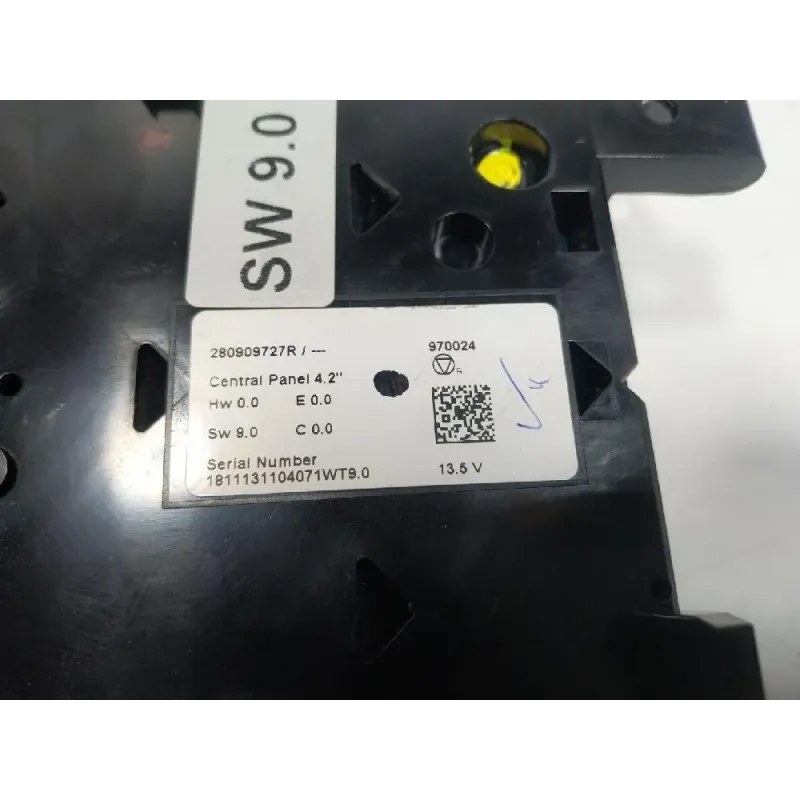 SW 9.0
280909727R / ---
970024
R
Central Panel 4.2"
Hw 0.0 E 0.0
Sw 9.0 C 0.0
Serial Number
1811131104071WT9.0
13.5 V